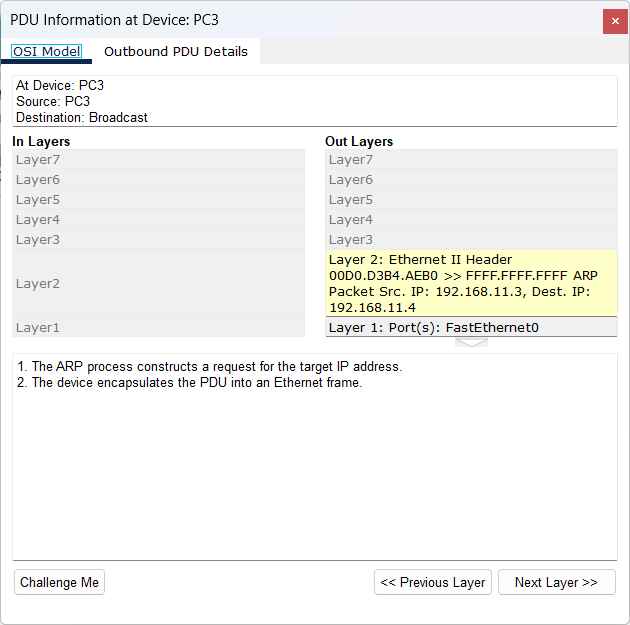 PDU Information at Device: PC3
OSI Model
Outbound PDU Details
At Device: PC3
Source: PC3
Destination: Broadcast
In Layers
Layer7
Layer6
Layer5
Layer4
Layer3
Layer2
Layer1
Out Layers
Layer7
Layer6
Layer5
Layer4
Layer3
Layer 2: Ethernet II Header
00D0.D3B4.AEB0 >> FFFF.FFFF.FFFF ARP
Packet Src. IP: 192.168.11.3, Dest. IP:
192.168.11.4
Layer 1: Port(s): FastEthernet0
1. The ARP process constructs a request for the target IP address.
2. The device encapsulates the PDU into an Ethernet frame.
Challenge Me
<< Previous Layer
Next Layer >>